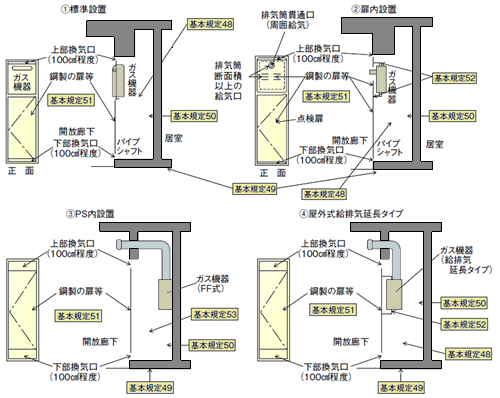 ①標準設置
上部換気口
(100㎠程度)
ガス
機器
鋼製の扉等
基本規定51
開放廊下
下部換気口
(100㎠程度)
正 面
ガス機器
パイプ
シャフト
基本規定48
基本規定50
居室
基本規定49
②扉内設置
排気筒貫通口
(周囲給気)
上部換気口
(100㎠程度)
排気筒
断面積
以上の
給気口
鋼製の扉等
基本規定51
点検扉
開放廊下
下部換気口
(100㎠程度)
正 面
ガス機器
パイプ
シャフト
基本規定52
基本規定50
居室
基本規定48
③PS内設置
上部換気口
(100㎠程度)
鋼製の扉等
基本規定51
開放廊下
下部換気口
(100㎠程度)
ガス機器
(FF式)
基本規定53
基本規定50
基本規定49
④屋外式給排気延長タイプ
上部換気口
(100㎠程度)
鋼製の扉等
基本規定51
開放廊下
下部換気口
(100㎠程度)
ガス機器
(給排気
延長タイプ)
基本規定50
基本規定52
基本規定48
基本規定49